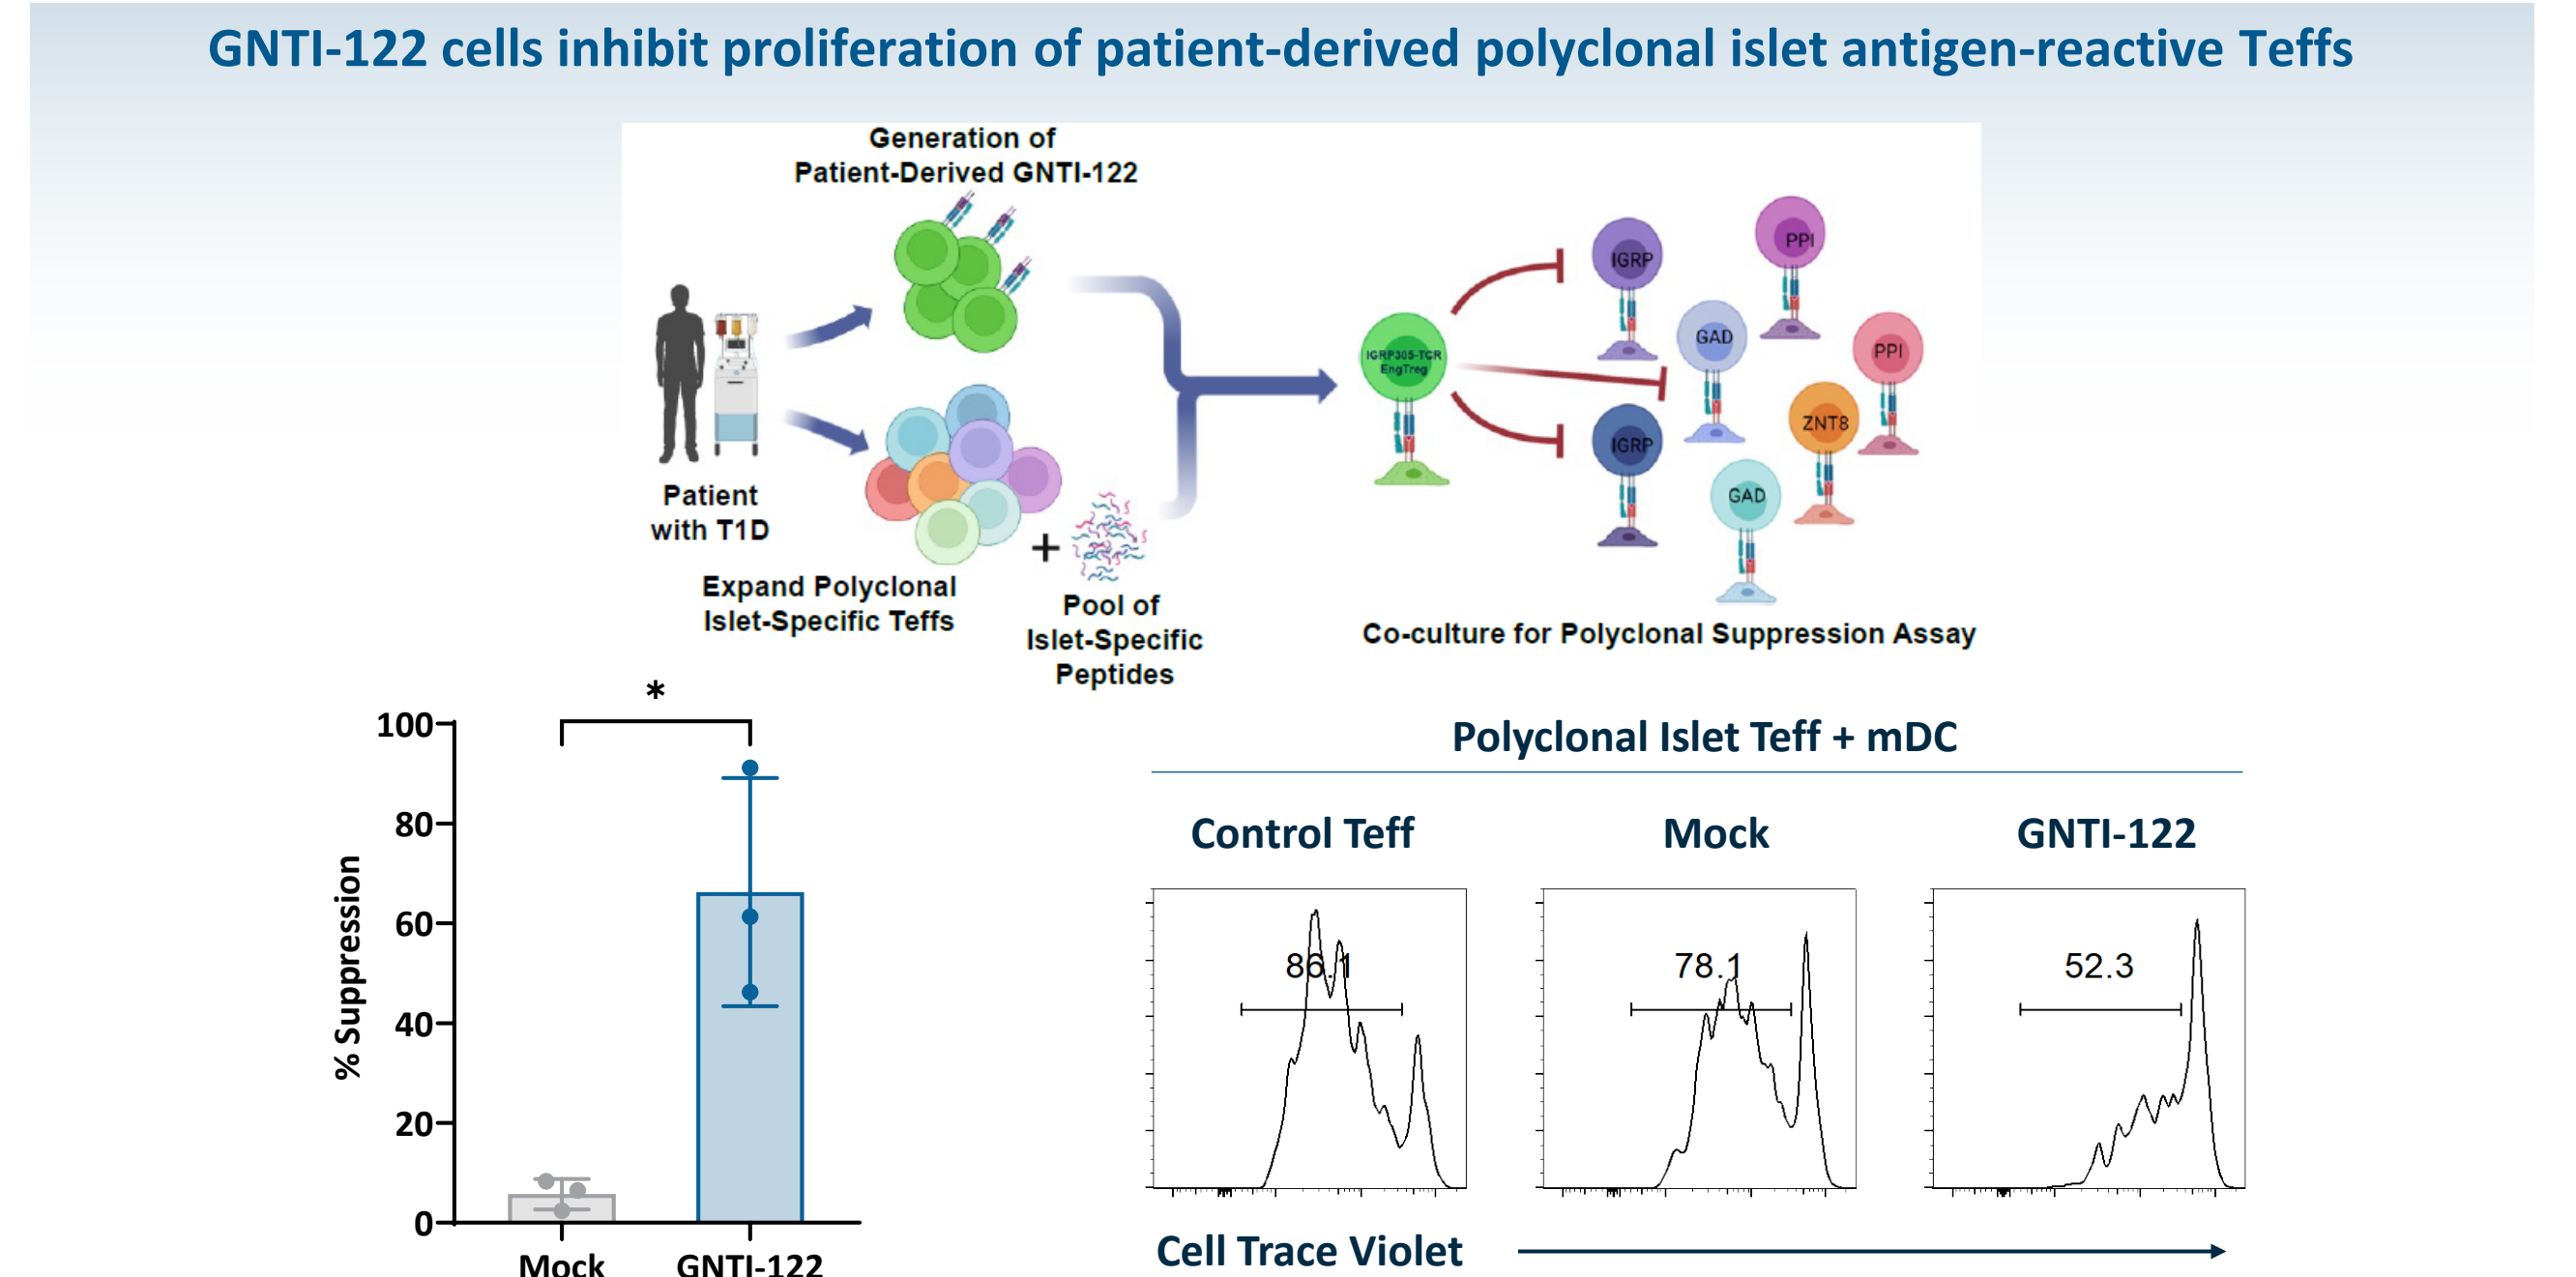 GNTI-122 cells inhibit proliferation of patient-derived polyclonal islet antigen-reactive Teffs
Generation of
Patient-Derived GNTI-122
Patient
with T1D
Expand Polyclonal
Islet-Specific Teffs
+
Pool of
Islet-Specific
Peptides
IGRP305-TCR
EngTreg
IGRP
PPI
GAD
PPI
IGRP
ZNT8
GAD
Co-culture for Polyclonal Suppression Assay
*
% Suppression
100
80
60
40
20
0
Mock
GNTI-122
Polyclonal Islet Teff + mDC
Control Teff
Mock
GNTI-122
86.1
78.1
52.3
Cell Trace Violet